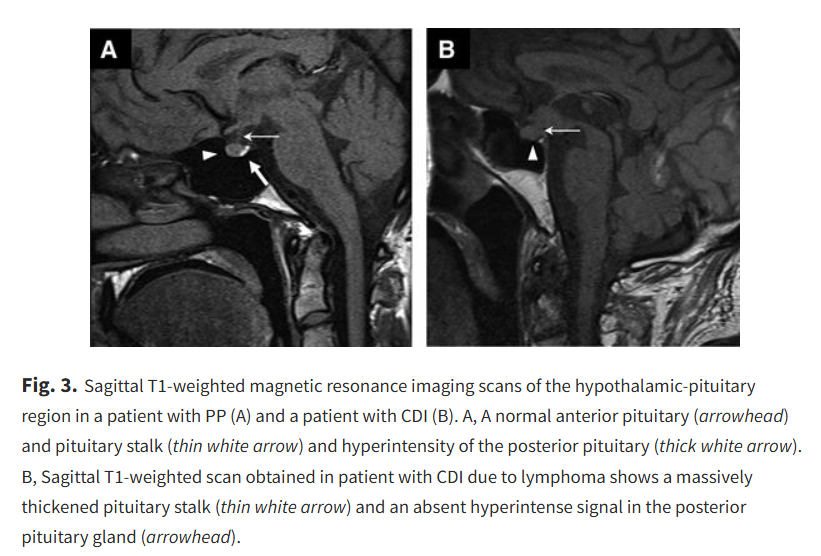 A
B
Fig. 3. Sagittal T1-weighted magnetic resonance imaging scans of the hypothalamic-pituitary
region in a patient with PP (A) and a patient with CDI (B). A, A normal anterior pituitary (arrowhead)
and pituitary stalk (thin white arrow) and hyperintensity of the posterior pituitary (thick white arrow).
B, Sagittal T1-weighted scan obtained in patient with CDI due to lymphoma shows a massively
thickened pituitary stalk (thin white arrow) and an absent hyperintense signal in the posterior
pituitary gland (arrowhead).